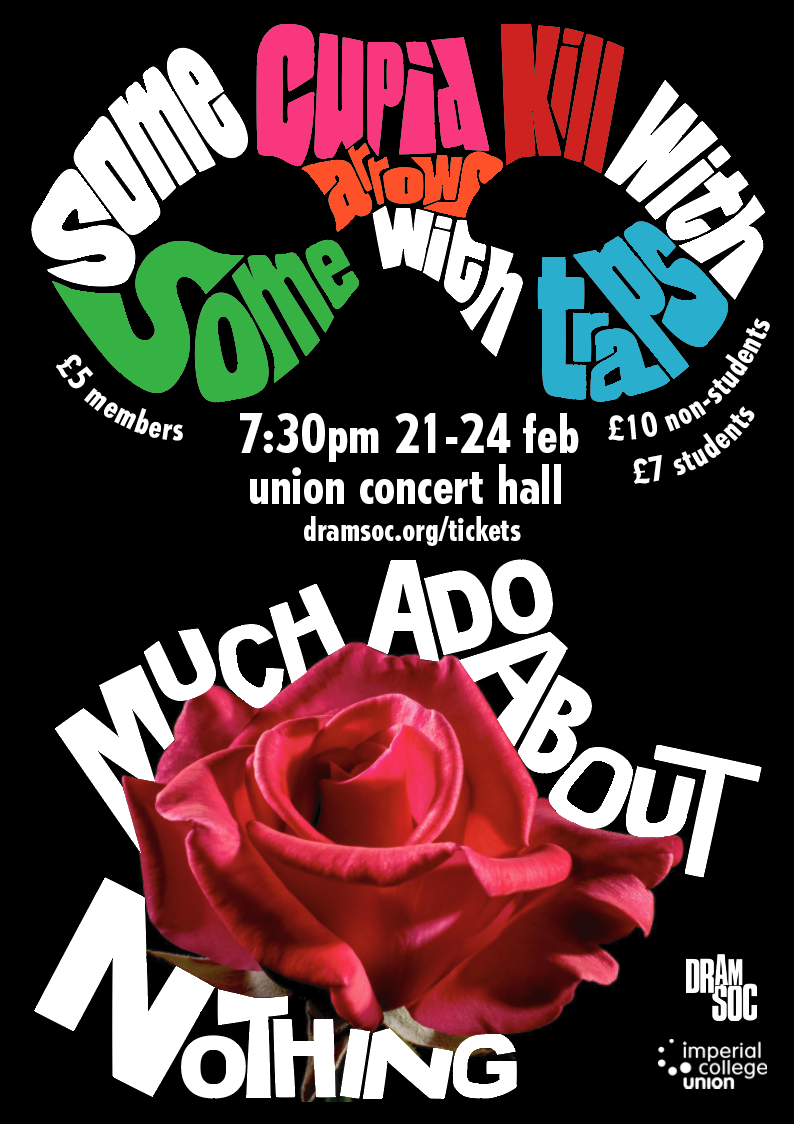 Some Cupid Kill With
arrows
Some with traps
£5 members
7:30pm 21-24 feb
£10 non-students
£7 students
union concert hall
dramsoc.org/tickets
MUCH ADO
ABOUT
NOTHING
DRAM
SOC
imperial
college
union